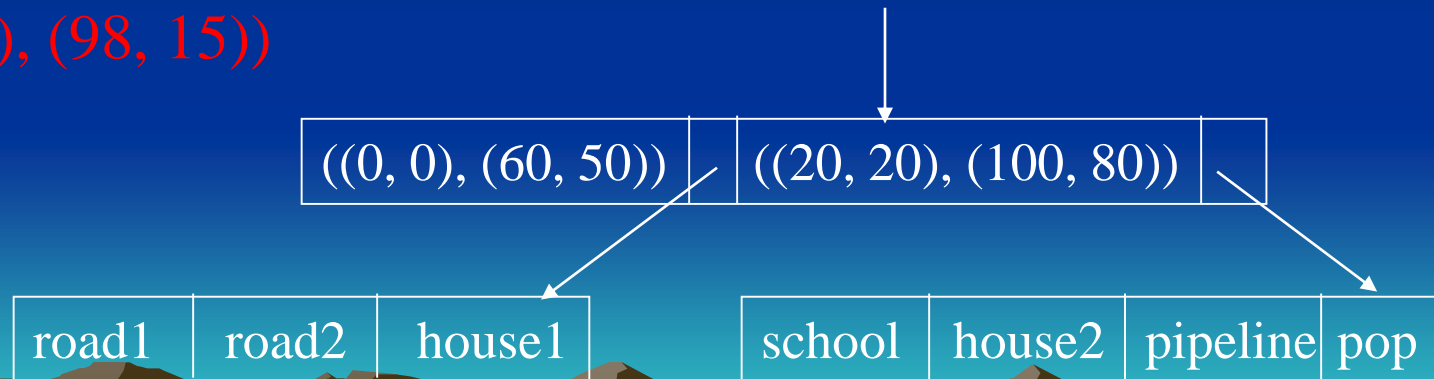 ), (98, 15))
((0, 0), (60, 50)) ((20, 20), (100, 80))
road1 road2 house1 school house2 pipeline pop